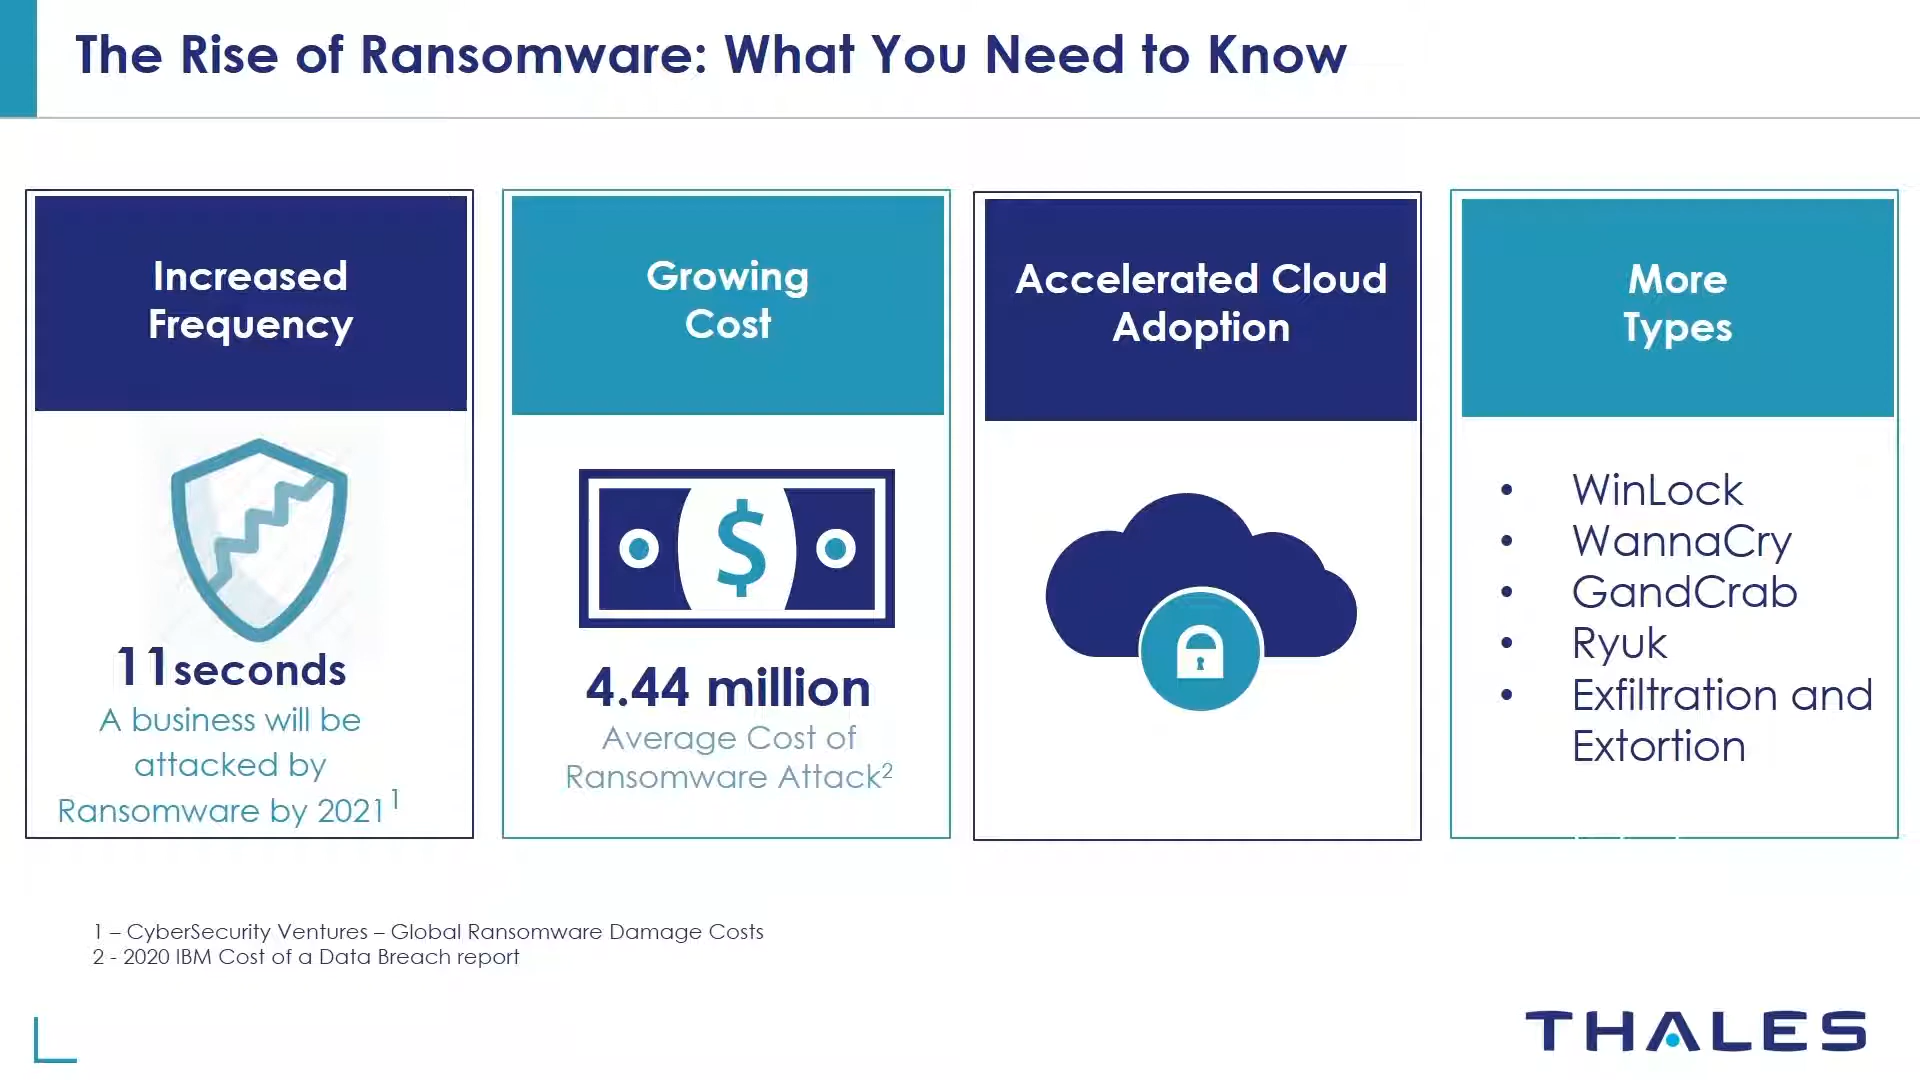 The Rise of Ransomware: What You Need to Know
Increased
Frequency
11seconds
A business will be
attacked by
Ransomware by 2021¹
Growing
Cost
$
4.44 million
Average Cost of
Ransomware Attack²
Accelerated Cloud
Adoption
More
Types
• WinLock
• WannaCry
• GandCrab
• Ryuk
• Exfiltration and
Extortion
1 – CyberSecurity Ventures – Global Ransomware Damage Costs
2 - 2020 IBM Cost of a Data Breach report
THALES